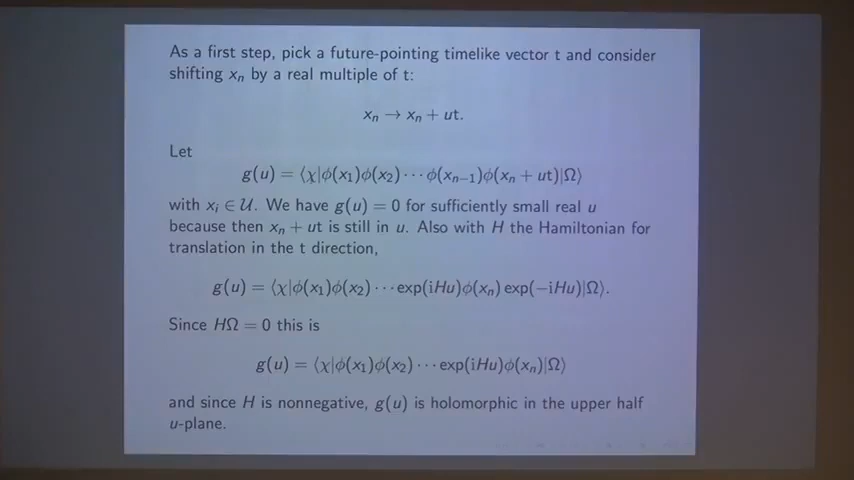 As a first step, pick a future-pointing timelike vector t and consider
shifting xₙ by a real multiple of t:
xₙ → xₙ + ut.
Let
g(u) = ⟨χ|ϕ(x₁)ϕ(x₂) ··· ϕ(xₙ₋₁)ϕ(xₙ + ut)|Ω⟩
with xᵢ ∈ 𝒰. We have g(u) = 0 for sufficiently small real u
because then xₙ + ut is still in u. Also with H the Hamiltonian for
translation in the t direction,
g(u) = ⟨χ|ϕ(x₁)ϕ(x₂) ··· exp(iHu)ϕ(xₙ) exp(−iHu)|Ω⟩.
Since HΩ = 0 this is
g(u) = ⟨χ|ϕ(x₁)ϕ(x₂) ··· exp(iHu)ϕ(xₙ)|Ω⟩
and since H is nonnegative, g(u) is holomorphic in the upper half
u-plane.